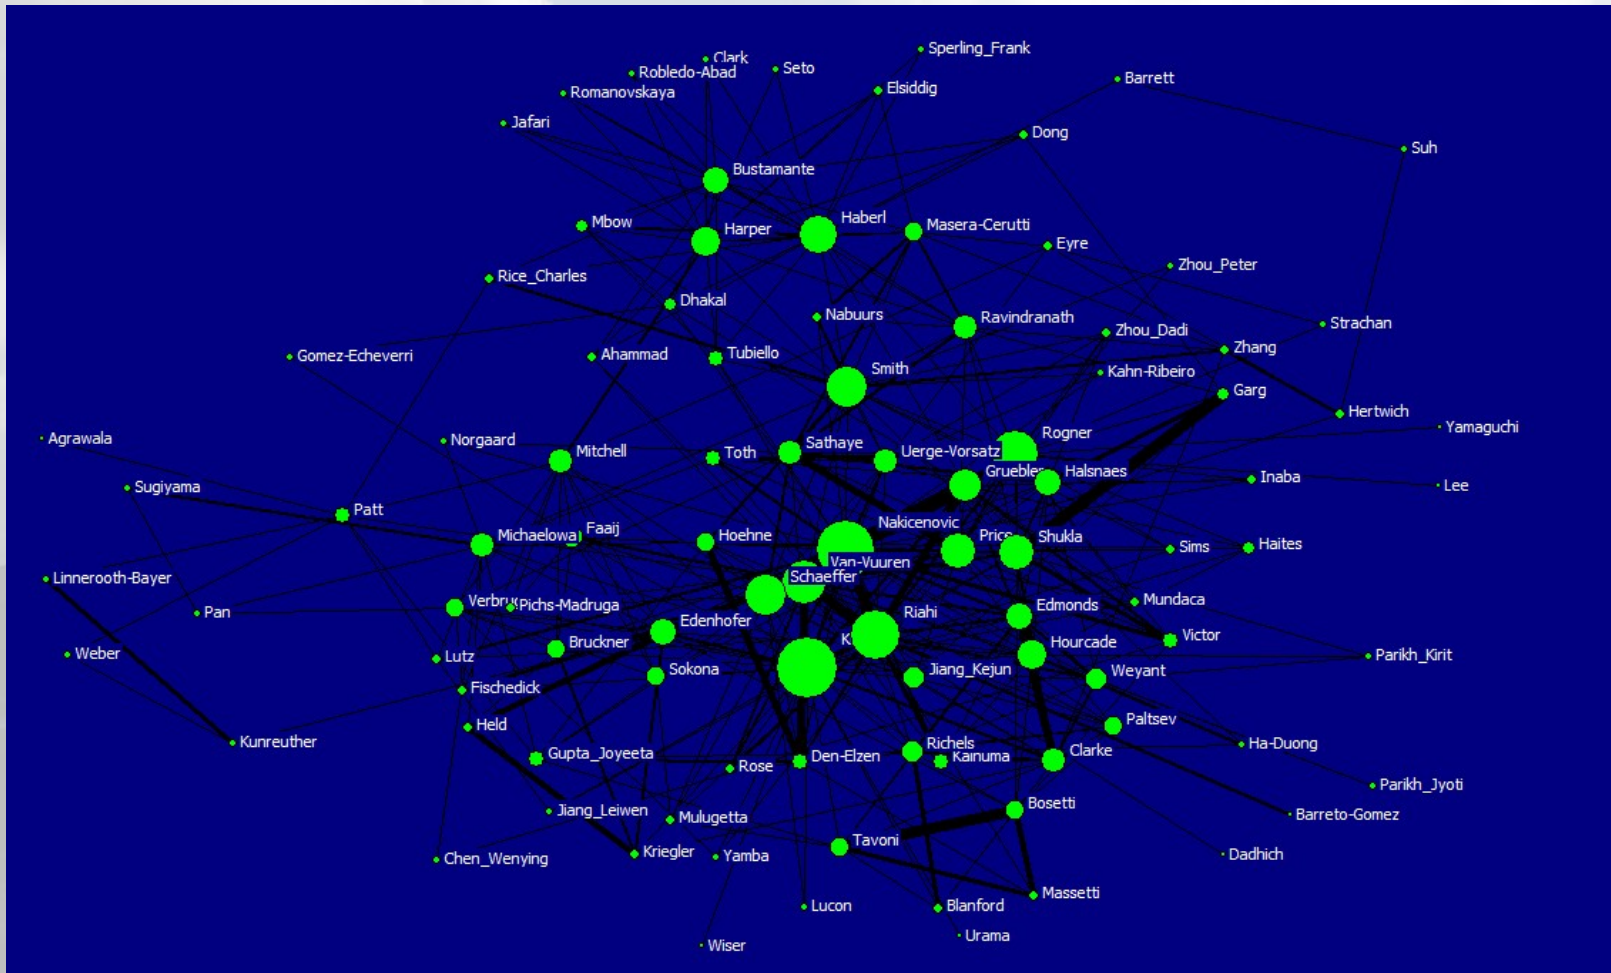 Sperling_Frank
Clark
Seto
Robledo-Abad
Barrett
Elsiddig
Romanovskaya
Jafari
Dong
Suh
Bustamante
Haberl
Mbow
Harper
Masera-Cerutti
Eyre
Zhou_Peter
Rice_Charles
Dhakal
Nabuurs
Ravindranath
Strachan
Zhou_Dadi
Zhang
Gomez-Echeverri
Ahammad
Tubiello
Smith
Kahn-Ribeiro
Garg
Hertwich
Yamaguchi
Agrawala
Norgaard
Mitchell
Toth
Sathaye
Uerge-Vorsatz
Rogner
Gruebler
Halsnaes
Inaba
Lee
Sugiyama
Patt
Michaelowa
Faaij
Hoehne
Nakicenovic
Price
Shukla
Sims
Haites
Van-Vuuren
Schaeffer
Linnerooth-Bayer
Pan
Pichs-Madruga
Edenhofer
Riahi
Edmonds
Mundaca
Victor
Weber
Lutz
Bruckner
Sokona
Hourcade
Jiang_Kejun
Weyant
Parikh_Kirit
Fischedick
Held
Kunreuther
Gupta_Joyeeta
Rose
Den-Elzen
Richels
Kainuma
Clarke
Paltsev
Ha-Duong
Parikh_Jyoti
Jiang_Leiwen
Mulugetta
Bosetti
Barreto-Gomez
Chen_Wenying
Kriegler
Yamba
Tavoni
Dadhich
Lucon
Blanford
Massetti
Wiser
Urama